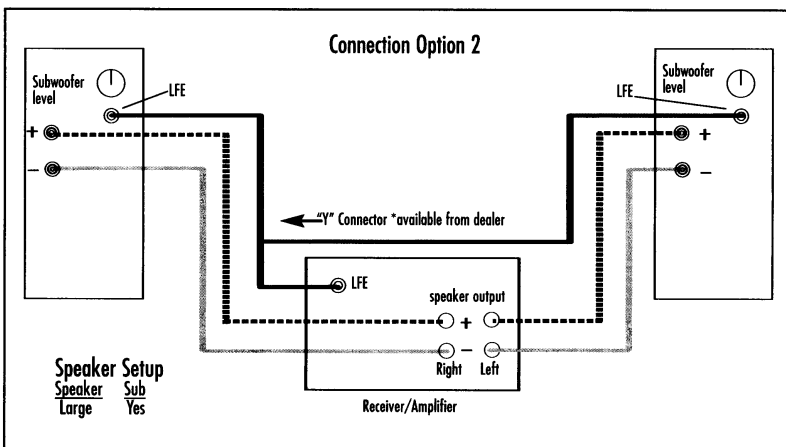 Connection Option 2
Subwoofer
level
LFE
+
–
Subwoofer
level
LFE
+
–
"Y" Connector *available from dealer
LFE
speaker output
+
–
Right Left
Receiver/Amplifier
Speaker Setup
Speaker Sub
Large Yes